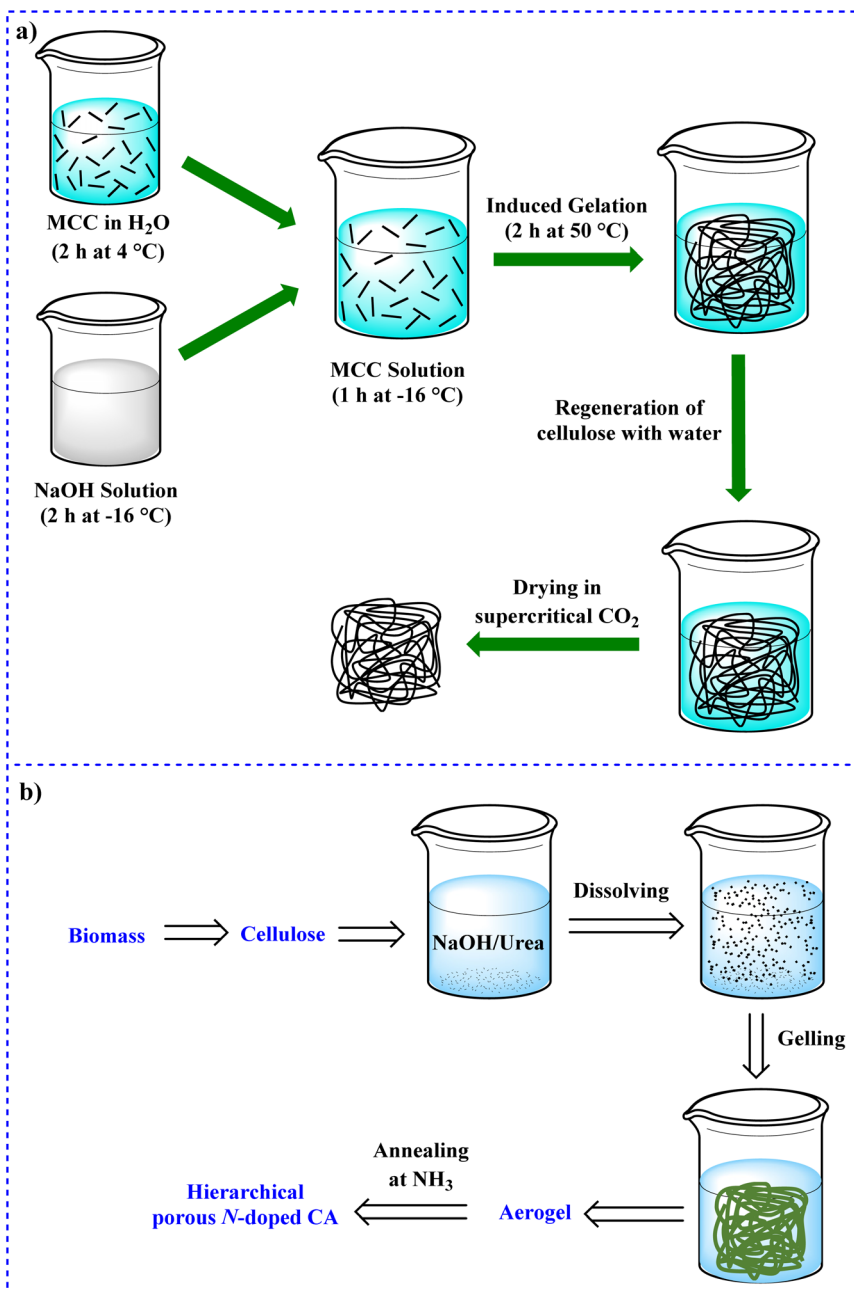 a)
MCC in H₂O
(2 h at 4 °C)
NaOH Solution
(2 h at -16 °C)
MCC Solution
(1 h at -16 °C)
Induced Gelation
(2 h at 50 °C)
Regeneration of
cellulose with water
Drying in
supercritical CO₂
b)
Biomass
Cellulose
NaOH/Urea
Dissolving
Gelling
Aerogel
Annealing
at NH₃
Hierarchical
porous N-doped CA